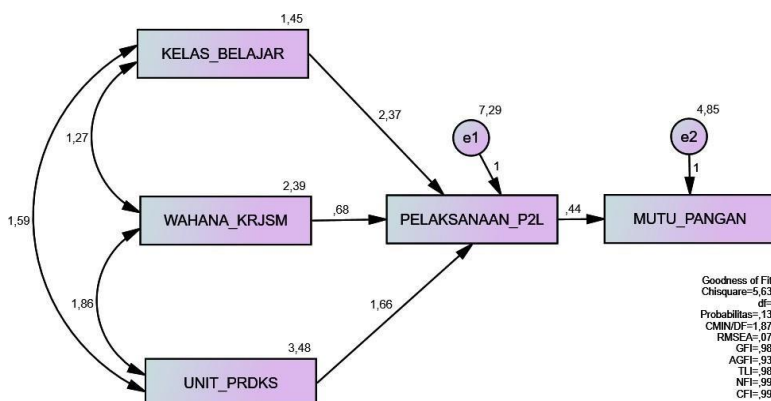 1,45
KELAS_BELAJAR
7,29
4,85
2,37
e1
e2
1,27
1
1
2,39
1,59
WAHANA_KRJSM
,68
PELAKSANAAN_P2L
,44
MUTU_PANGAN
1,86
1,66
3,48
UNIT_PRDKS
Goodness of Fit
Chisquare=5,63
df=
Probabilitas=,13
CMIN/DF=1,87
RMSEA=,07
GFI=,98
AGFI=,93
TLI=,98
NFI=,99
CFI=,99